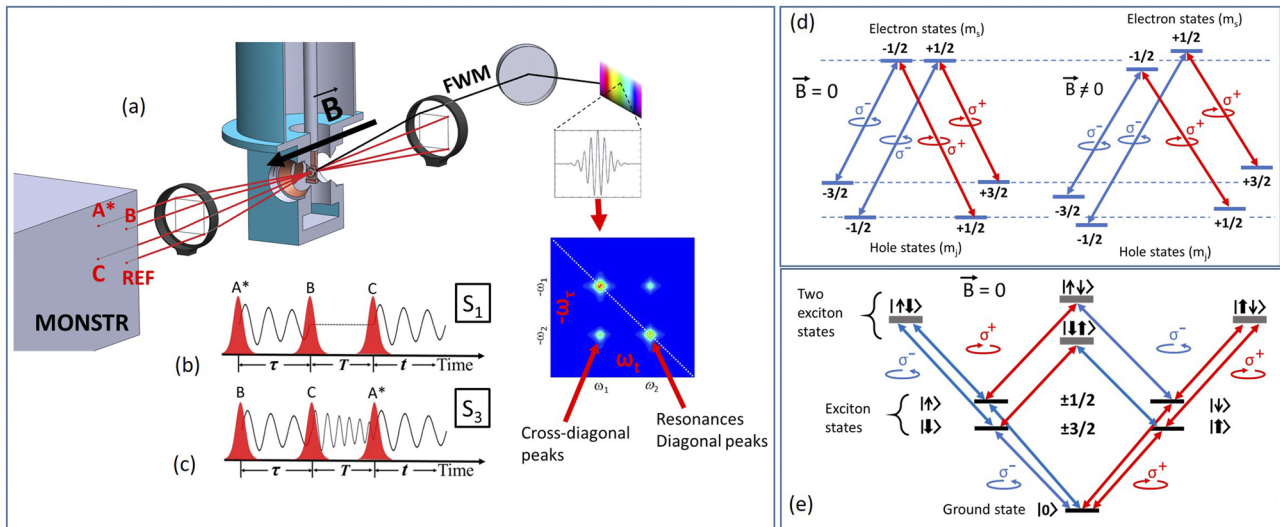 (a)
FWM
B
A*
B
C
REF
MONSTR
A* B C S1
τ T t Time
(b)
B C A* S3
τ T t Time
(c)
-ω1
-ω2
-ωτ
ωt
ω1 ω2
Cross-diagonal
peaks
Resonances
Diagonal peaks
(d)
Electron states (ms)
-1/2 +1/2
B = 0
σ- σ+
σ- σ+
-3/2 +3/2
-1/2 +1/2
Hole states (mj)
Electron states (ms)
+1/2
-1/2
B ≠ 0
σ- σ- σ+ σ+
+3/2
-3/2 +1/2
-1/2
Hole states (mj)
B = 0
Two
exciton
states
|↑⬇> |↑↓> |⬆↓>
|⬇⬆>
σ- σ+ σ- σ+
Exciton
states
|↑> ±1/2 |↓>
|⬇> ±3/2 |⬆>
σ- σ+
Ground state |0>
(e)